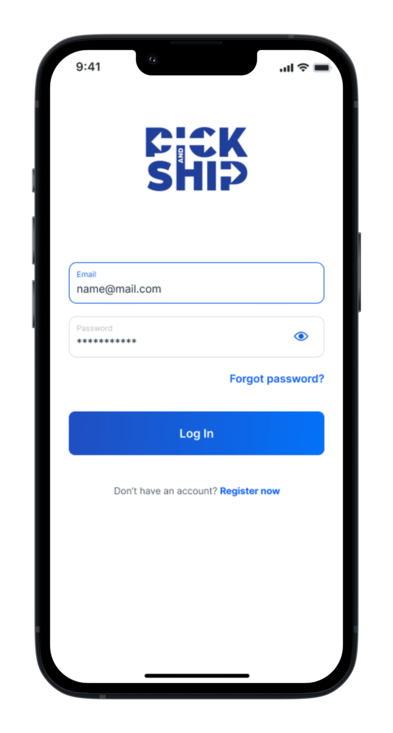 9:41
PICK
AND
SHIP
Email
name@mail.com
Password
***********
Forgot password?
Log In
Don't have an account? Register now